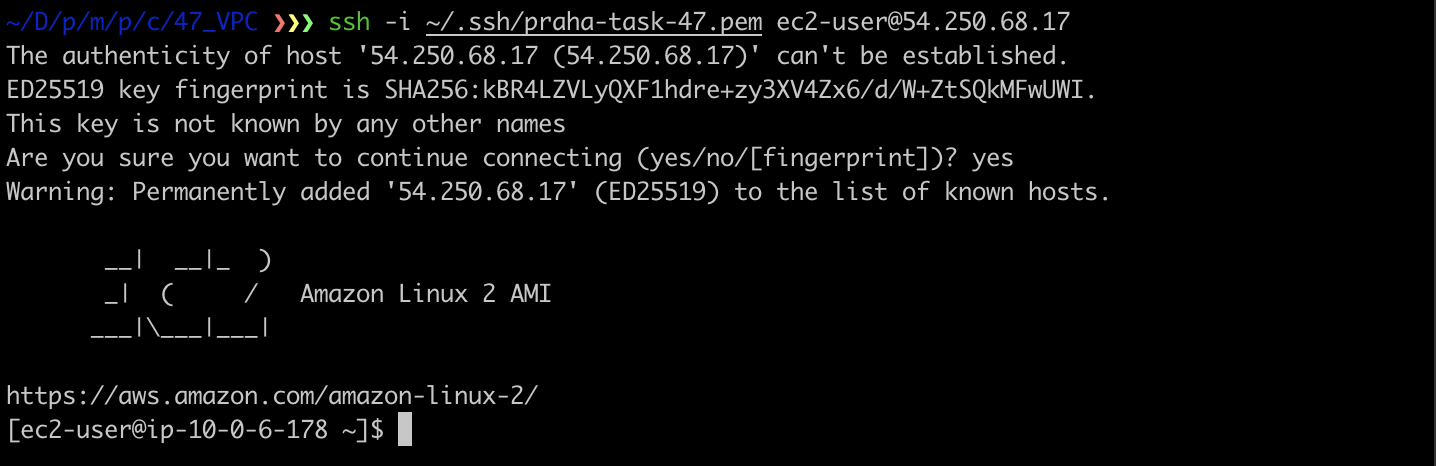 ~/D/p/m/p/c/47_VPC ❯❯❯ ssh -i ~/.ssh/praha-task-47.pem ec2-user@54.250.68.17
The authenticity of host '54.250.68.17 (54.250.68.17)' can't be established.
ED25519 key fingerprint is SHA256:kBR4LZVLyQXF1hdre+zy3XV4Zx6/d/W+ZtSQkMFwUWI.
This key is not known by any other names
Are you sure you want to continue connecting (yes/no/[fingerprint])? yes
Warning: Permanently added '54.250.68.17' (ED25519) to the list of known hosts.

       __|  __|_  )
       _|  (     /   Amazon Linux 2 AMI
      ___|\___|___|

https://aws.amazon.com/amazon-linux-2/
[ec2-user@ip-10-0-6-178 ~]$